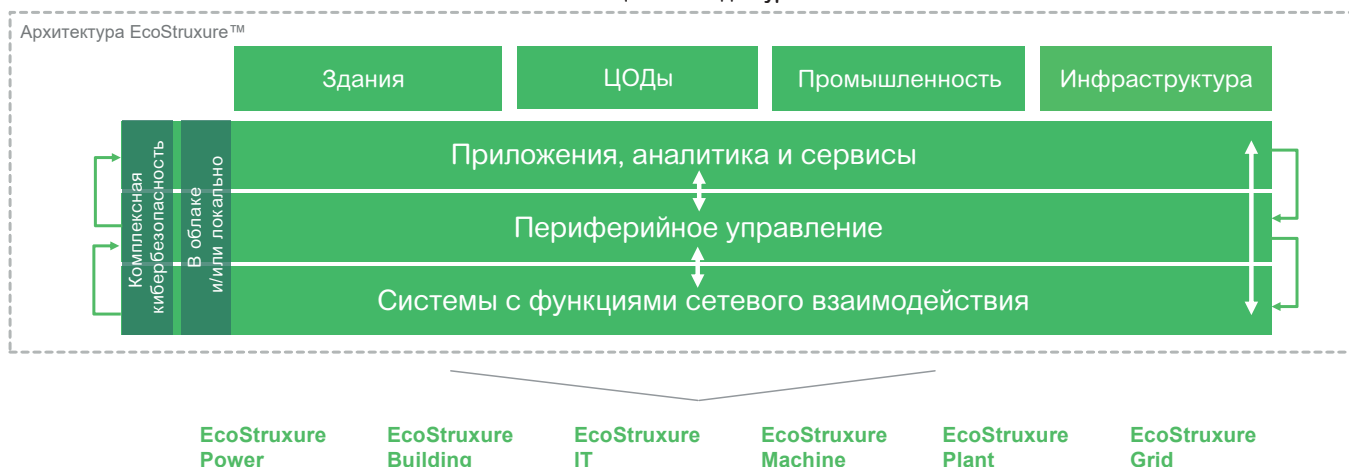 Архитектура EcoStruxure™
Здания
ЦОДы
Промышленность
Инфраструктура
Комплексная
кибербезопасность
В облаке
и/или локально
Приложения, аналитика и сервисы
Периферийное управление
Системы с функциями сетевого взаимодействия
EcoStruxure
Power
EcoStruxure
Building
EcoStruxure
IT
EcoStruxure
Machine
EcoStruxure
Plant
EcoStruxure
Grid